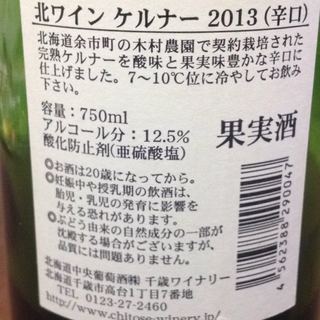 北ワイン ケルナー 2013（辛口）
北海道余市町の木村農園で契約栽培された
完熟ケルナーを酸味と果実味豊かな辛口に
仕上げました。7～10℃位に冷やしてお飲み
下さい。
容量：750ml
アルコール分：12.5%
酸化防止剤(亜硫酸塩)
果実酒
◎お酒は20歳になってから。
◎妊娠中や授乳期の飲酒は、
胎児・乳児の発育に影響を
与える恐れがあります。
◎ぶどう由来の自然成分の一部が
沈殿する場合がございますが、
品質には問題ありません。
北海道中央葡萄酒㈱ 千歳ワイナリー
北海道千歳市高台1丁目7番地
TEL 0123-27-2460
http://www.chitose-winery.jp/
4 562388 290047